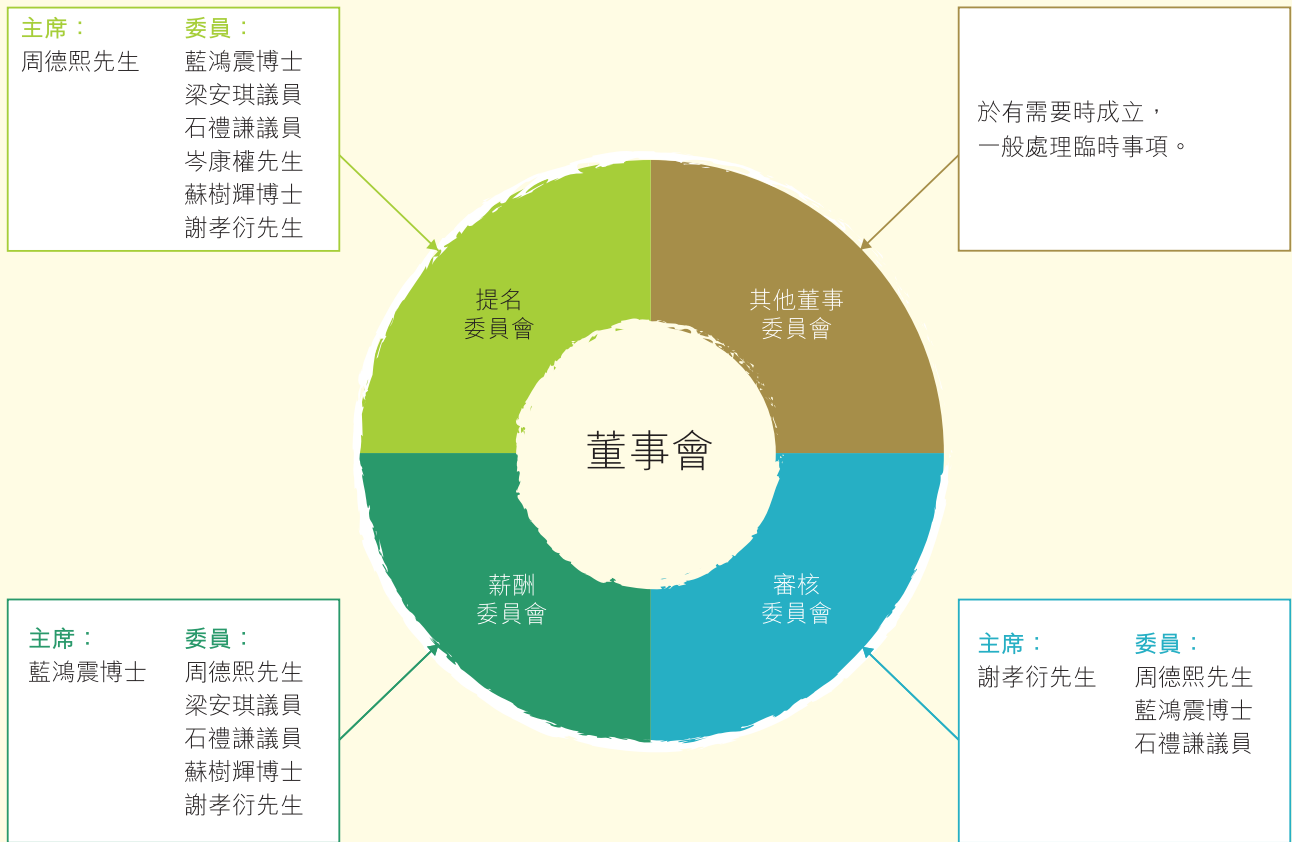 主席：
周德熙先生
委員：
藍鴻震博士
梁安琪議員
石禮謙議員
岑康權先生
蘇樹輝博士
謝孝衍先生
於有需要時成立，
一般處理臨時事項。
提名
委員會
其他董事
委員會
董事會
薪酬
委員會
審核
委員會
主席：
藍鴻震博士
委員：
周德熙先生
梁安琪議員
石禮謙議員
蘇樹輝博士
謝孝衍先生
主席：
謝孝衍先生
委員：
周德熙先生
藍鴻震博士
石禮謙議員